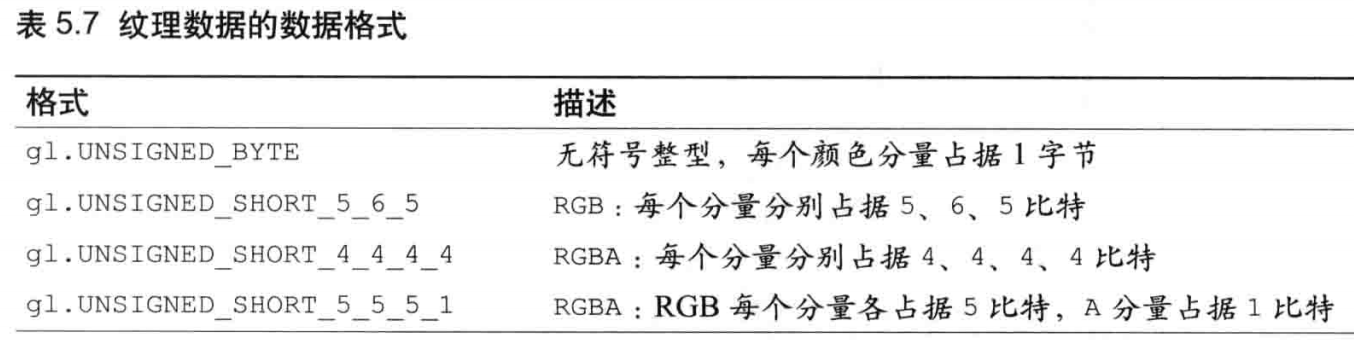 表 5.7 纹理数据的数据格式
格式 描述
gl.UNSIGNED_BYTE 无符号整型，每个颜色分量占据 1 字节
gl.UNSIGNED_SHORT_5_6_5 RGB：每个分量分别占据 5、6、5 比特
gl.UNSIGNED_SHORT_4_4_4_4 RGBA：每个分量分别占据 4、4、4、4 比特
gl.UNSIGNED_SHORT_5_5_5_1 RGBA：RGB 每个分量各占据 5 比特，A 分量占据 1 比特